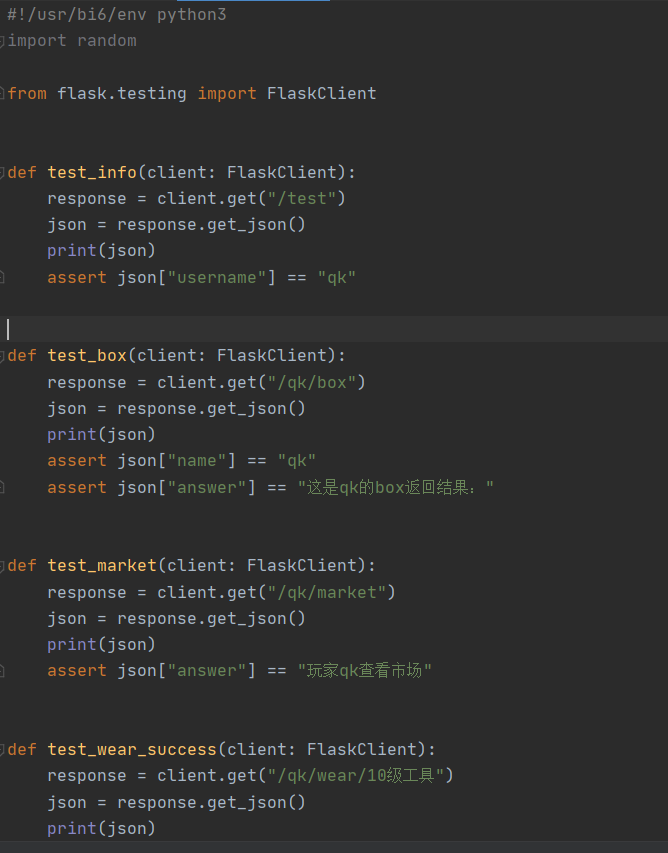 #!/usr/bi6/env python3
import random
from flask.testing import FlaskClient
def test_info(client: FlaskClient):
    response = client.get("/test")
    json = response.get_json()
    print(json)
    assert json["username"] == "qk"
def test_box(client: FlaskClient):
    response = client.get("/qk/box")
    json = response.get_json()
    print(json)
    assert json["name"] == "qk"
    assert json["answer"] == "这是qk的box返回结果："
def test_market(client: FlaskClient):
    response = client.get("/qk/market")
    json = response.get_json()
    print(json)
    assert json["answer"] == "玩家qk查看市场"
def test_wear_success(client: FlaskClient):
    response = client.get("/qk/wear/10级工具")
    json = response.get_json()
    print(json)